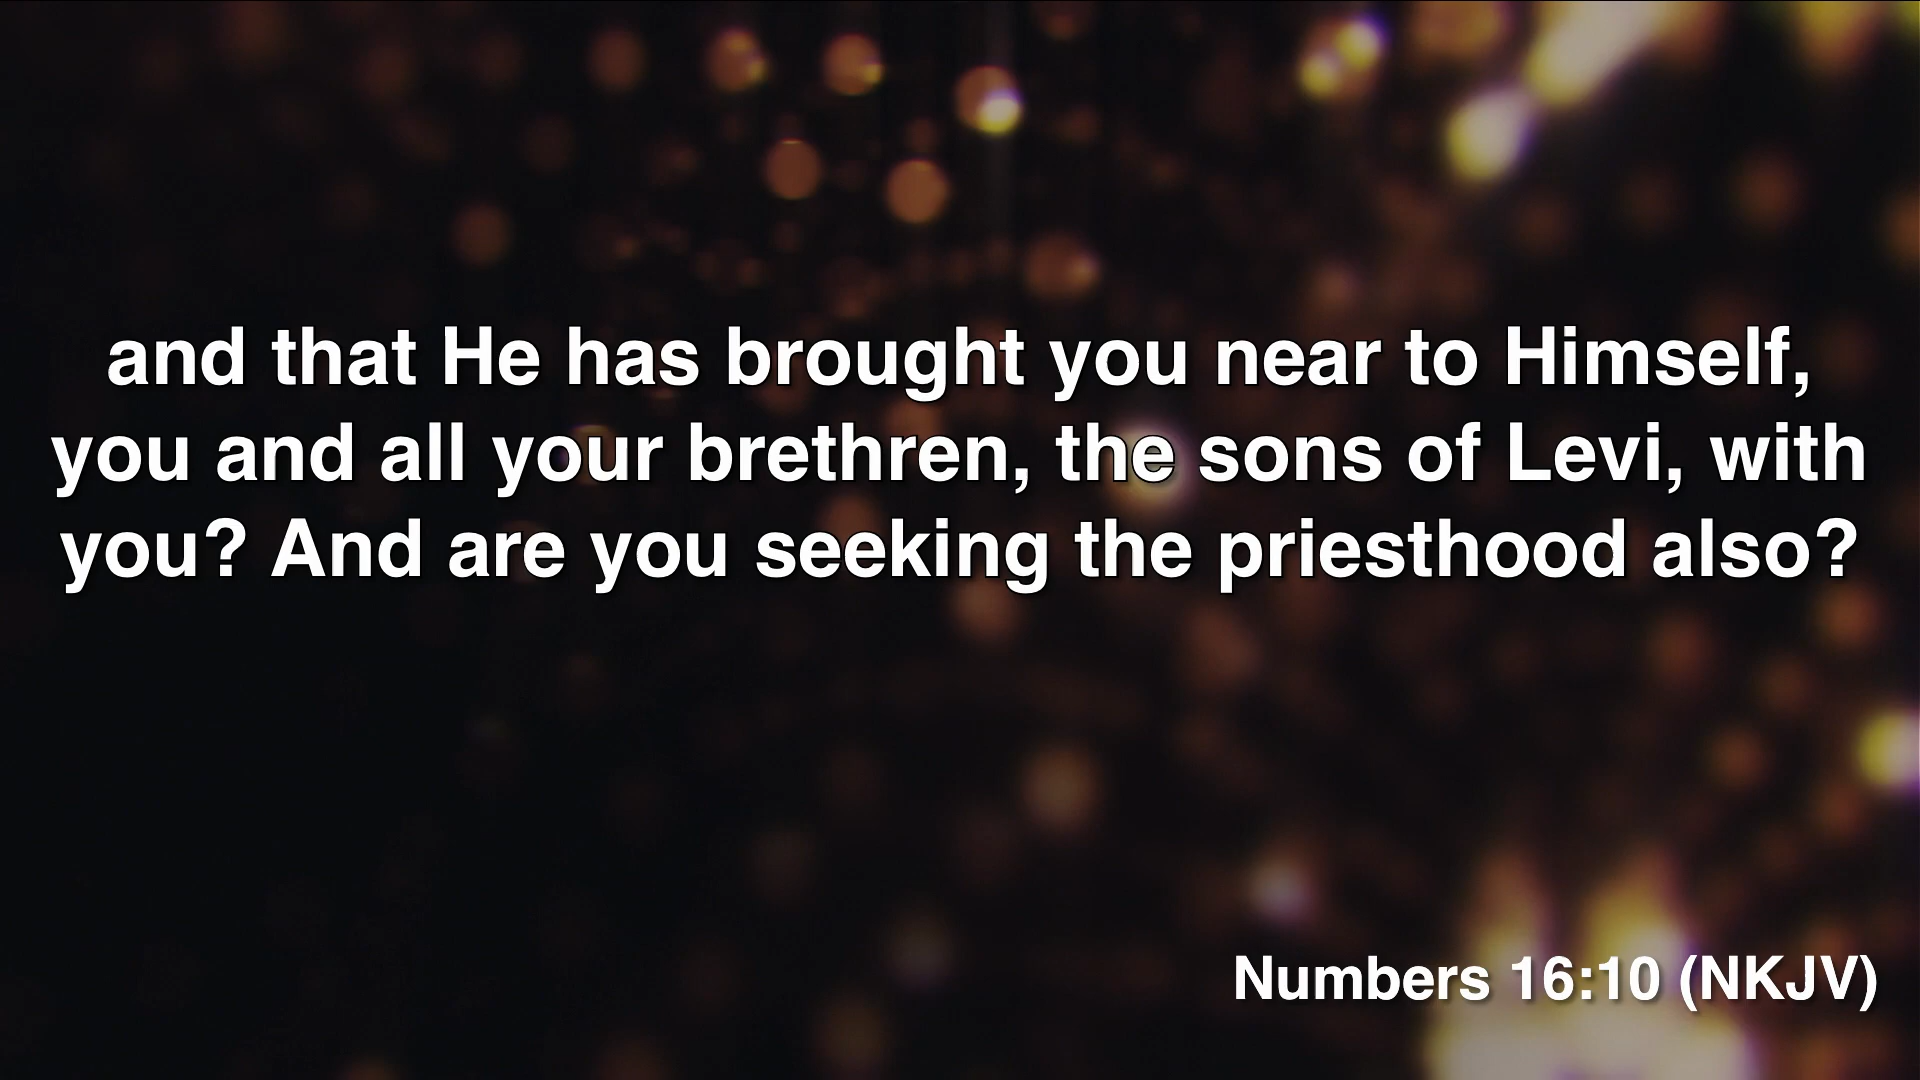 and that He has brought you near to Himself,
you and all your brethren, the sons of Levi, with
you? And are you seeking the priesthood also?
Numbers 16:10 (NKJV)